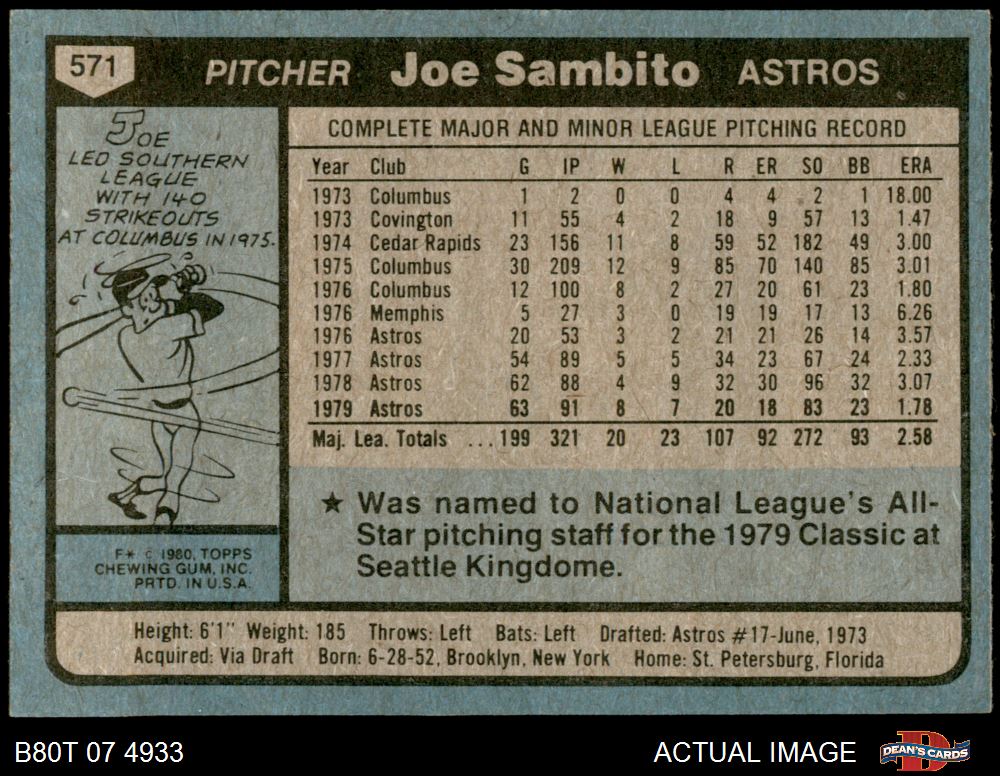 571 PITCHER Joe Sambito ASTROS
JOE
LED SOUTHERN
LEAGUE
WITH 140
STRIKEOUTS
AT COLUMBUS IN 1975.
COMPLETE MAJOR AND MINOR LEAGUE PITCHING RECORD
Year Club G IP W L R ER SO BB ERA
1973 Columbus 1 2 0 0 4 4 2 1 18.00
1973 Covington 11 55 4 2 18 9 57 13 1.47
1974 Cedar Rapids 23 156 11 8 59 52 182 49 3.00
1975 Columbus 30 209 12 9 85 70 140 85 3.01
1976 Columbus 12 100 8 2 27 20 61 23 1.80
1976 Memphis 5 27 3 0 19 19 17 13 6.26
1976 Astros 20 53 3 2 21 21 26 14 3.57
1977 Astros 54 89 5 5 34 23 67 24 2.33
1978 Astros 62 88 4 9 32 30 96 32 3.07
1979 Astros 63 91 8 7 20 18 83 23 1.78
Maj. Lea. Totals ... 199 321 20 23 107 92 272 93 2.58
★ Was named to National League's All-
Star pitching staff for the 1979 Classic at
Seattle Kingdome.
F* © 1980, TOPPS
CHEWING GUM, INC.
PRTD. IN U.S.A.
Height: 6'1" Weight: 185 Throws: Left Bats: Left Drafted: Astros #17-June, 1973
Acquired: Via Draft Born: 6-28-52, Brooklyn, New York Home: St. Petersburg, Florida
B80T 07 4933 ACTUAL IMAGE DEAN'S CARDS